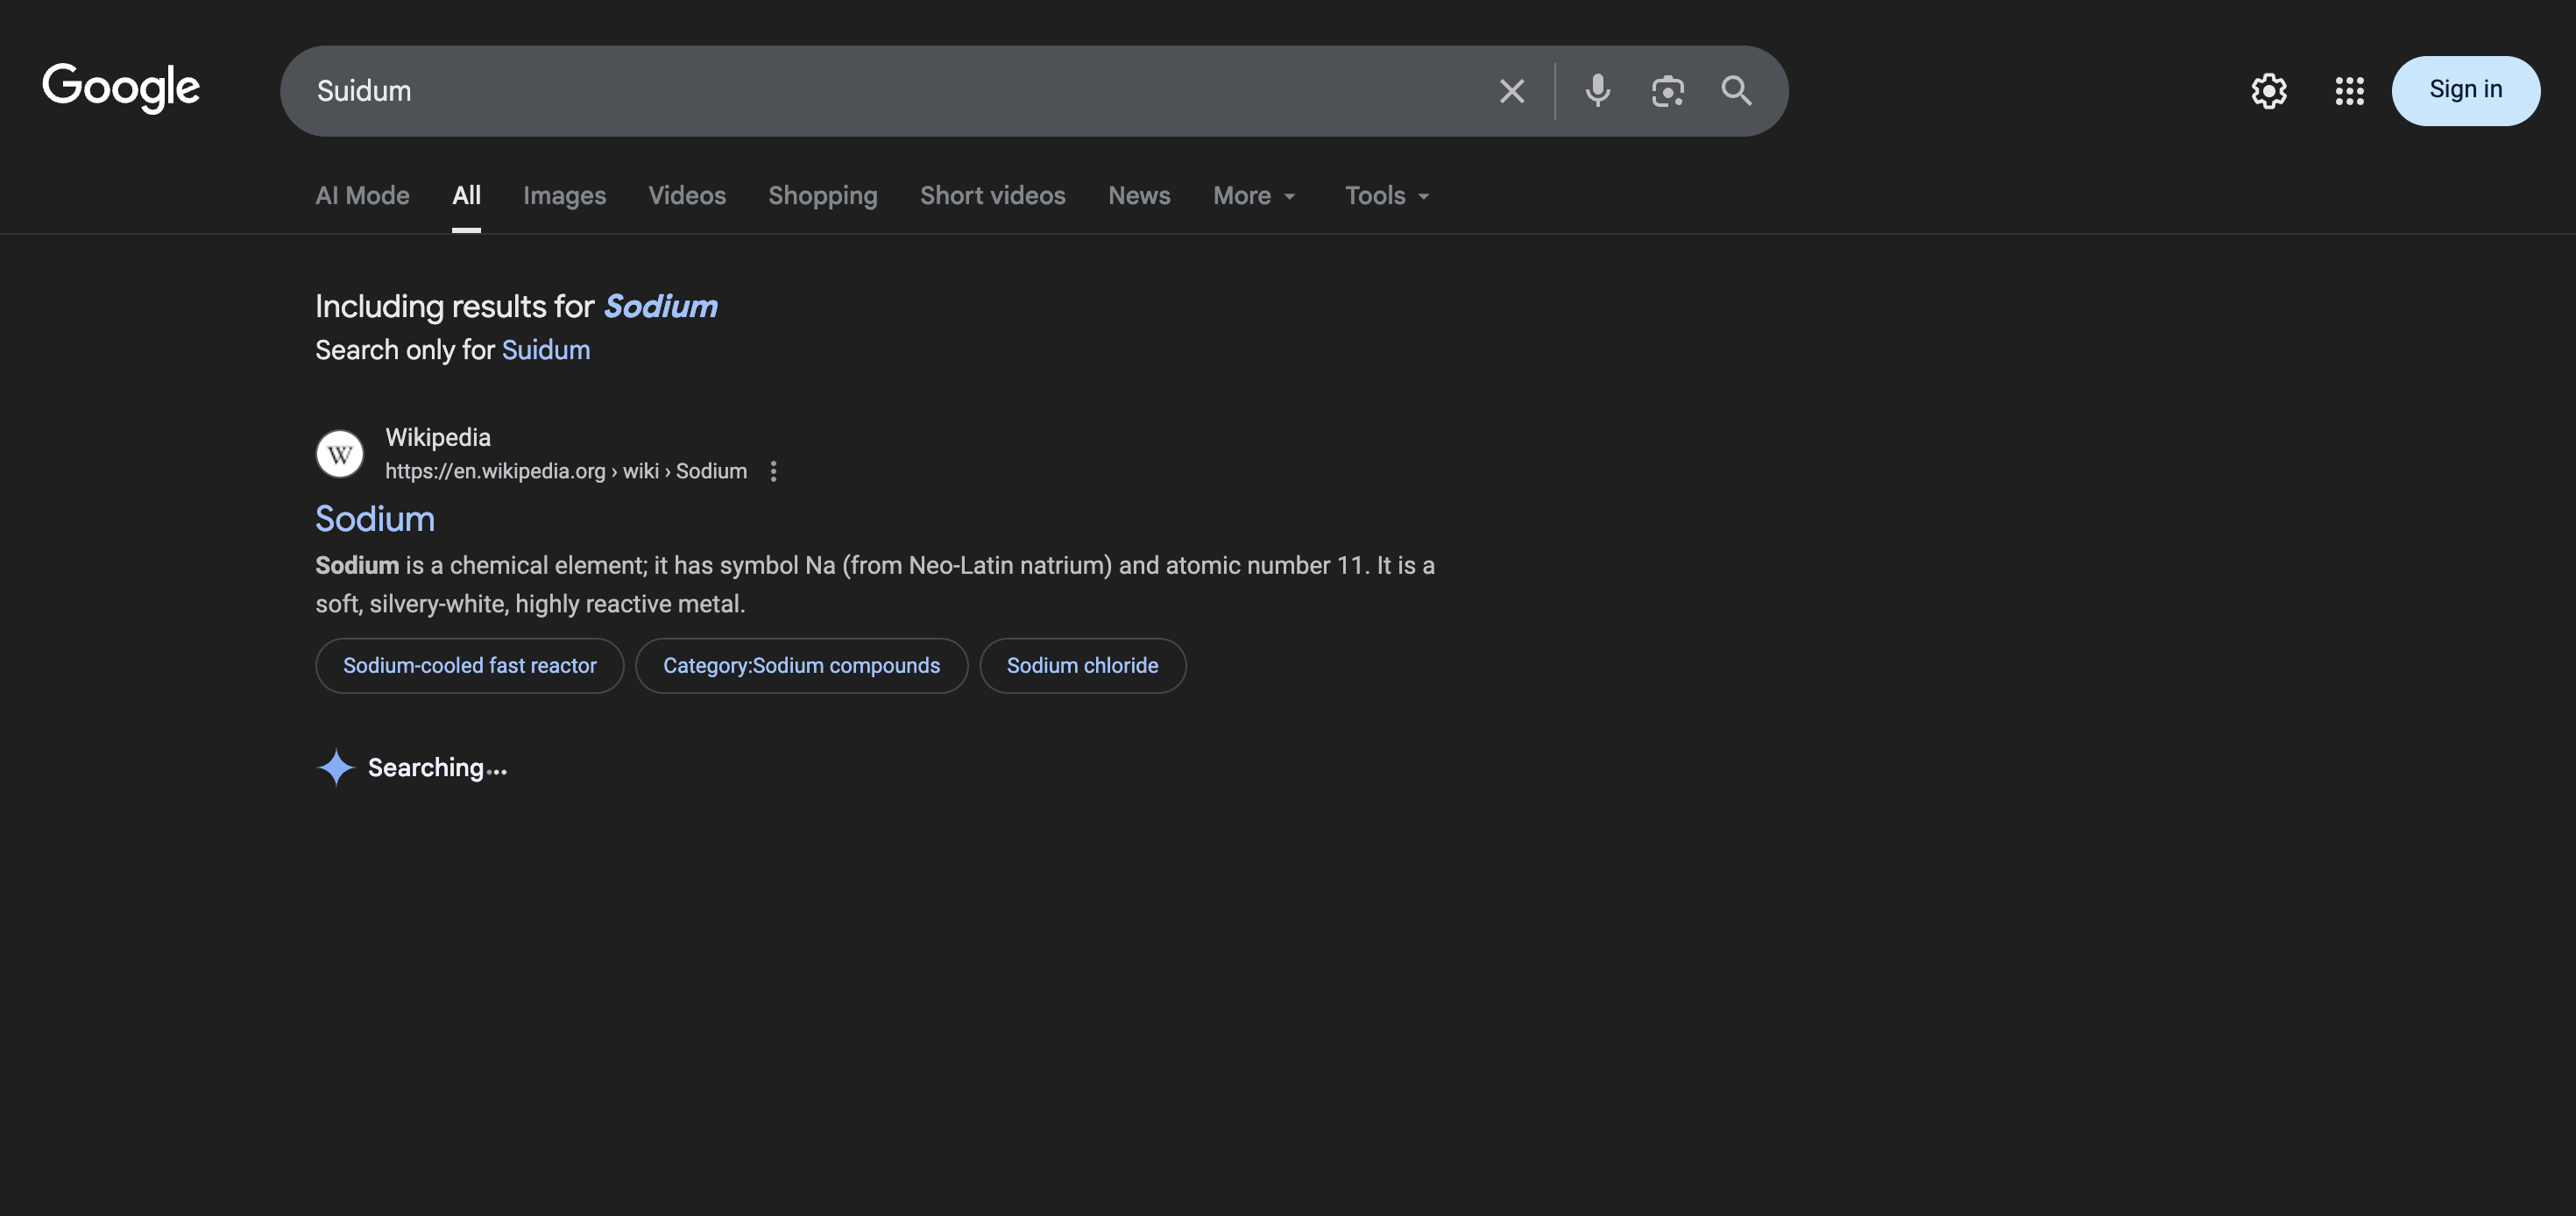 Google
Suidum
Sign in
AI Mode All Images Videos Shopping Short videos News More Tools
Including results for Sodium
Search only for Suidum
W
Wikipedia
https://en.wikipedia.org › wiki › Sodium
Sodium
Sodium is a chemical element; it has symbol Na (from Neo-Latin natrium) and atomic number 11. It is a
soft, silvery-white, highly reactive metal.
Sodium-cooled fast reactor Category:Sodium compounds Sodium chloride
Searching...